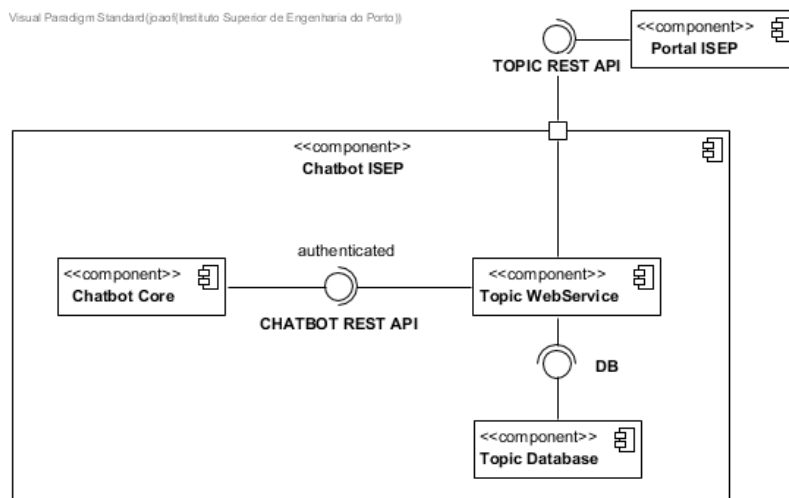 Visual Paradigm Standard(joaof(Instituto Superior de Engenharia do Porto))
<<component>>
Portal ISEP
TOPIC REST API
<<component>>
Chatbot ISEP
authenticated
<<component>>
Chatbot Core
CHATBOT REST API
<<component>>
Topic WebService
DB
<<component>>
Topic Database